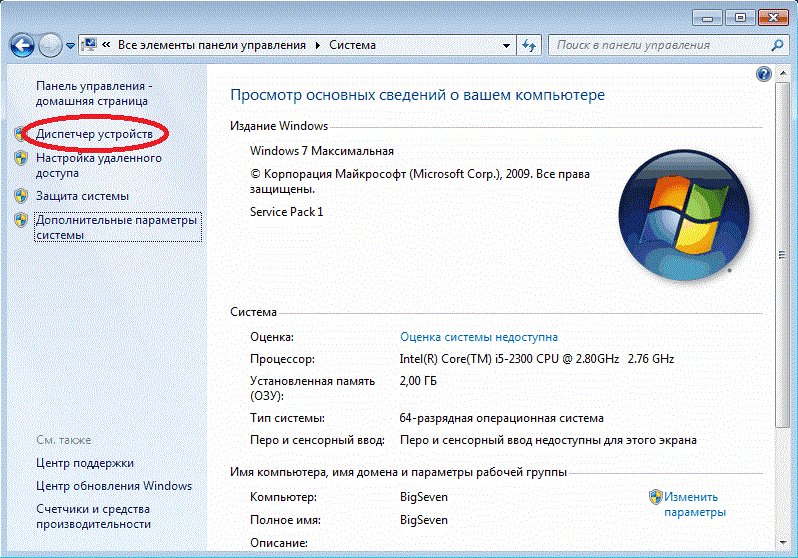 « Все элементы панели управления ▸ Система
Поиск в панели управления
Панель управления -
домашняя страница
Диспетчер устройств
Настройка удаленного
доступа
Защита системы
Дополнительные параметры
системы
См. также
Центр поддержки
Центр обновления Windows
Счетчики и средства
производительности
Просмотр основных сведений о вашем компьютере
Издание Windows
Windows 7 Максимальная
© Корпорация Майкрософт (Microsoft Corp.), 2009. Все права
защищены.
Service Pack 1
Система
Оценка: Оценка системы недоступна
Процессор: Intel(R) Core(TM) i5-2300 CPU @ 2.80GHz 2.76 GHz
Установленная память
(ОЗУ): 2,00 ГБ
Тип системы: 64-разрядная операционная система
Перо и сенсорный ввод: Перо и сенсорный ввод недоступны для этого экрана
Имя компьютера, имя домена и параметры рабочей группы
Компьютер: BigSeven
Изменить
параметры
Полное имя: BigSeven
Описание: